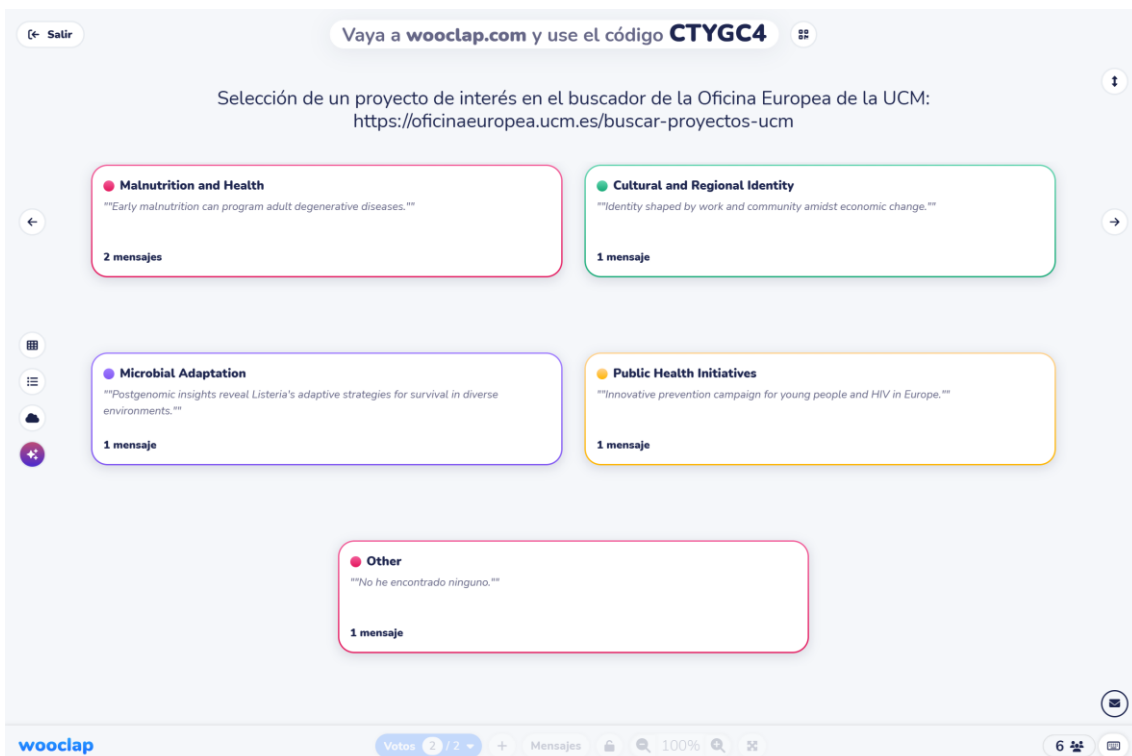 Salir
Vaya a wooclap.com y use el código CTYGC4
Selección de un proyecto de interés en el buscador de la Oficina Europea de la UCM:
https://oficinaeuropea.ucm.es/buscar-proyectos-ucm
Malnutrition and Health
""Early malnutrition can program adult degenerative diseases.""
2 mensajes
Cultural and Regional Identity
""Identity shaped by work and community amidst economic change.""
1 mensaje
Microbial Adaptation
""Postgenomic insights reveal Listeria's adaptive strategies for survival in diverse
environments.""
1 mensaje
Public Health Initiatives
""Innovative prevention campaign for young people and HIV in Europe.""
1 mensaje
Other
""No he encontrado ninguno.""
1 mensaje
wooclap
Votos 2 / 2
Mensajes
100%
6